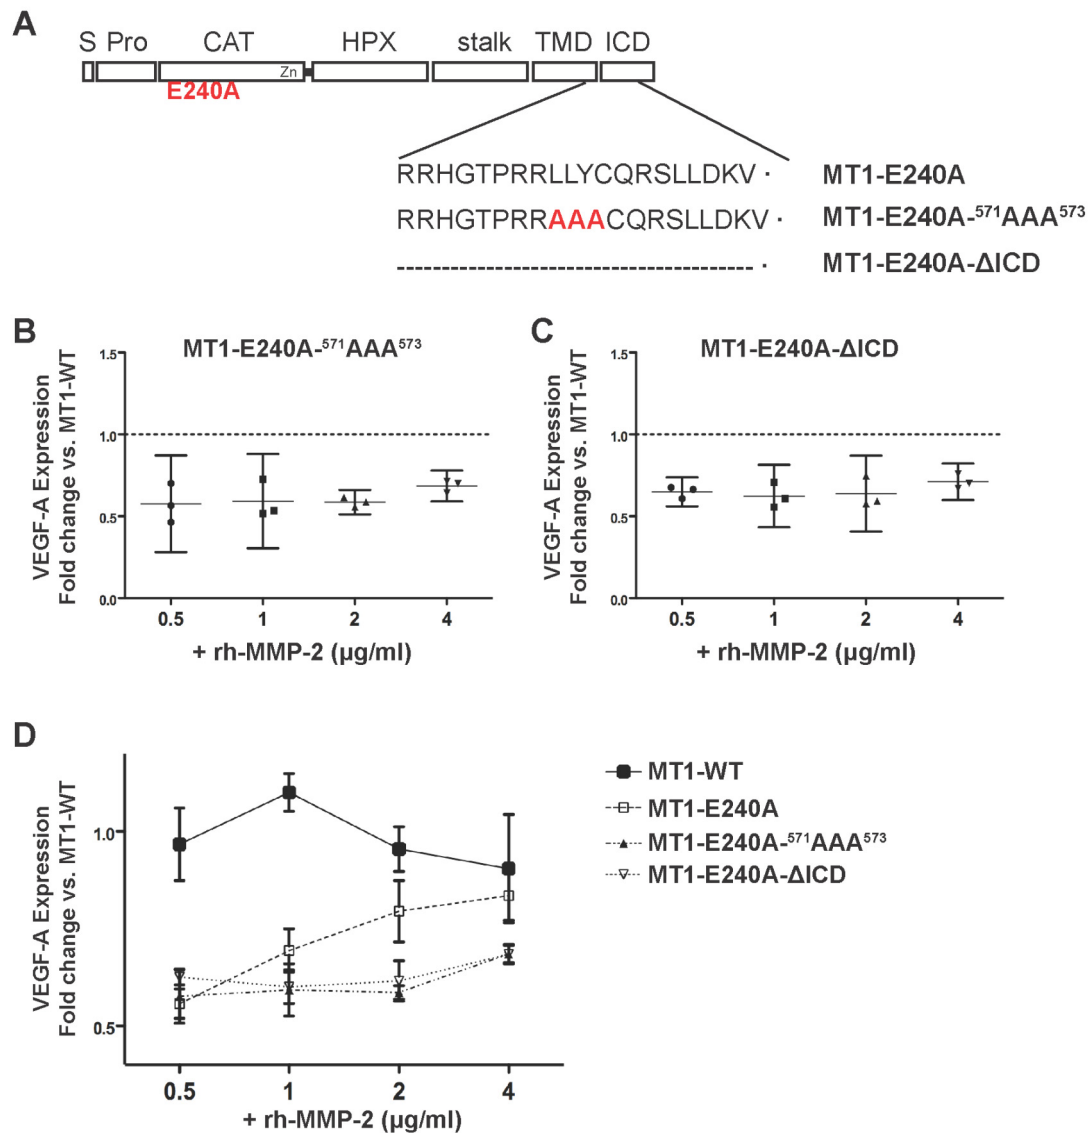 A
S Pro CAT HPX stalk TMD ICD
Zn
E240A
RRHGTPRRLLYCQRSLLDKV · MT1-E240A
RRHGTPRRAAACQRSLLDKV · MT1-E240A-⁵⁷¹AAA⁵⁷³
-------------------------------------- · MT1-E240A-ΔICD
B
MT1-E240A-⁵⁷¹AAA⁵⁷³
VEGF-A Expression
Fold change vs. MT1-WT
1.5
1.0
0.5
0.0
0.5 1 2 4
+ rh-MMP-2 (µg/ml)
C
MT1-E240A-ΔICD
VEGF-A Expression
Fold change vs. MT1-WT
1.5
1.0
0.5
0.0
0.5 1 2 4
+ rh-MMP-2 (µg/ml)
D
VEGF-A Expression
Fold change vs. MT1-WT
1.0
0.5
0.5 1 2 4
+ rh-MMP-2 (µg/ml)
MT1-WT
MT1-E240A
MT1-E240A-⁵⁷¹AAA⁵⁷³
MT1-E240A-ΔICD